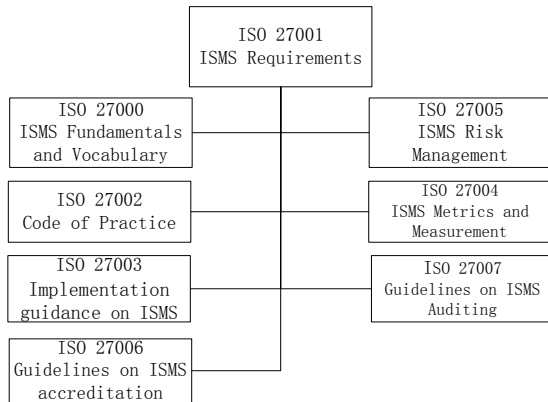 ISO 27001
ISMS Requirements
ISO 27000
ISMS Fundamentals
and Vocabulary
ISO 27005
ISMS Risk
Management
ISO 27002
Code of Practice
ISO 27004
ISMS Metrics and
Measurement
ISO 27003
Implementation
guidance on ISMS
ISO 27007
Guidelines on ISMS
Auditing
ISO 27006
Guidelines on ISMS
accreditation